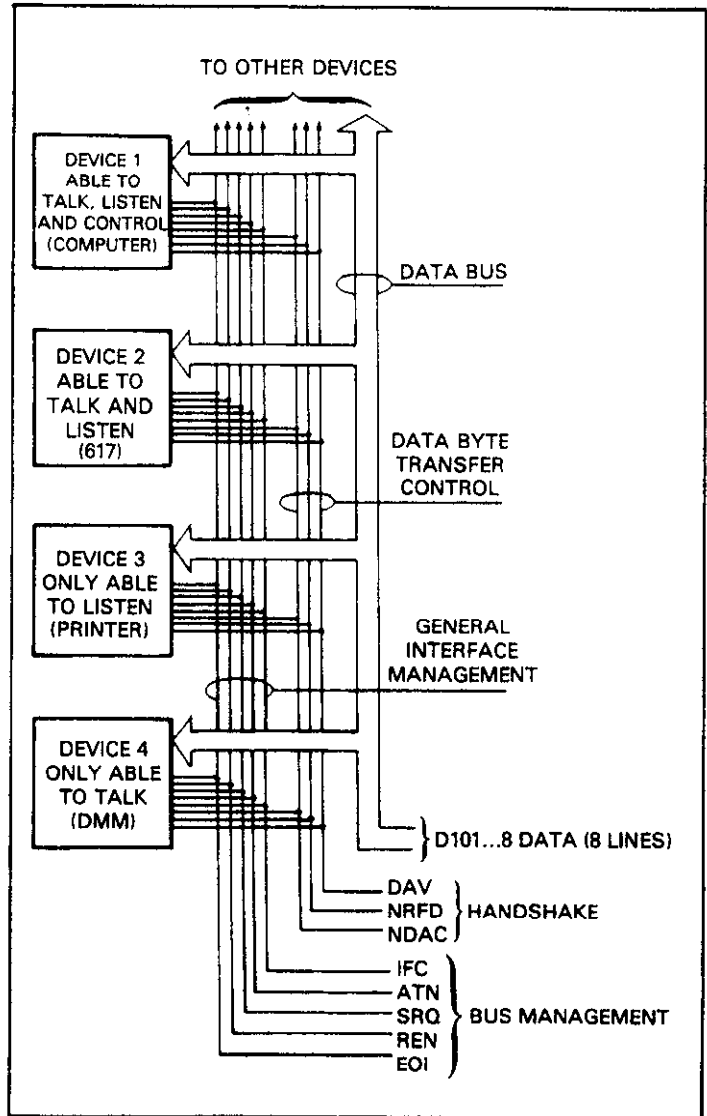 TO OTHER DEVICES
DEVICE 1
ABLE TO
TALK, LISTEN
AND CONTROL
(COMPUTER)
DATA BUS
DEVICE 2
ABLE TO
TALK AND
LISTEN
(617)
DATA BYTE
TRANSFER
CONTROL
DEVICE 3
ONLY ABLE
TO LISTEN
(PRINTER)
GENERAL
INTERFACE
MANAGEMENT
DEVICE 4
ONLY ABLE
TO TALK
(DMM)
D101...8 DATA (8 LINES)
DAV
NRFD
NDAC
HANDSHAKE
IFC
ATN
SRQ
REN
EOI
BUS MANAGEMENT